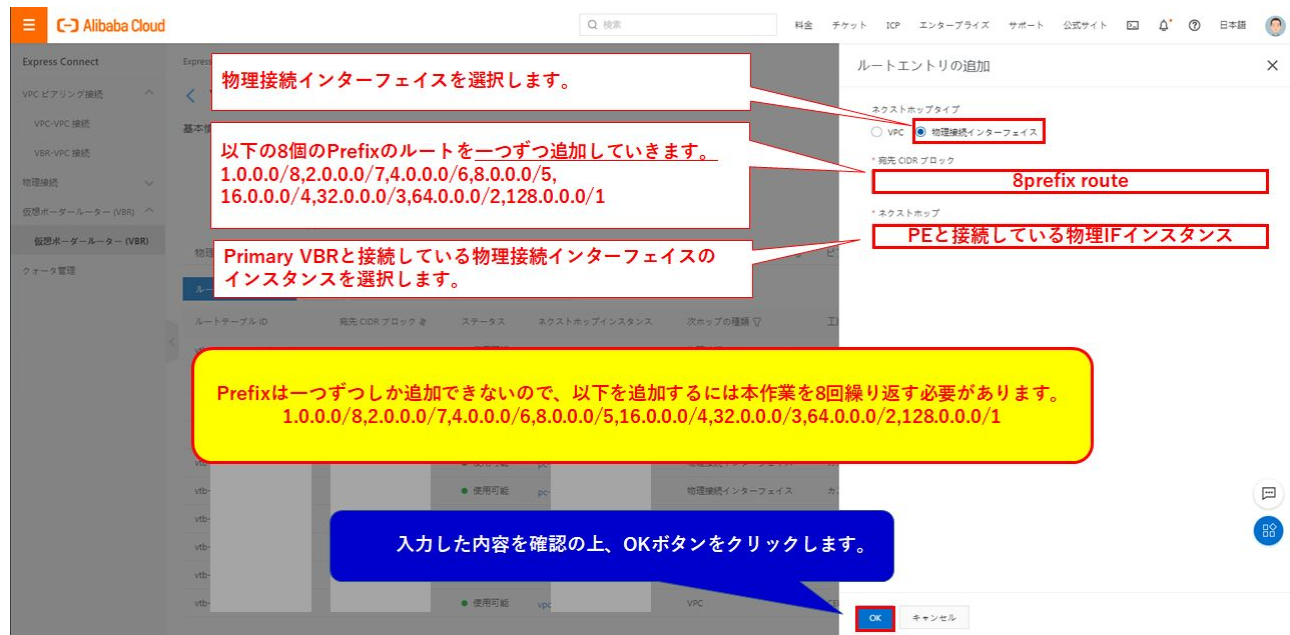 Alibaba Cloud
検索
料金 チケット ICP エンタープライズ サポート 公式サイト 日本語
Express Connect
VPC ピアリング接続
VPC-VPC 接続
VBR-VPC 接続
物理接続
仮想ボーダールーター (VBR)
仮想ボーダールーター (VBR)
クォータ管理
物理接続インターフェイスを選択します。
以下の8個のPrefixのルートを一つずつ追加していきます。
1.0.0.0/8,2.0.0.0/7,4.0.0.0/6,8.0.0.0/5,
16.0.0.0/4,32.0.0.0/3,64.0.0.0/2,128.0.0.0/1
Primary VBRと接続している物理接続インターフェイスの
インスタンスを選択します。
ルートテーブル ID 宛先 CIDR ブロック ステータス ネクストホップインスタンス 次ホップの種類
Prefixは一つずつしか追加できないので、以下を追加するには本作業を8回繰り返す必要があります。
1.0.0.0/8,2.0.0.0/7,4.0.0.0/6,8.0.0.0/5,16.0.0.0/4,32.0.0.0/3,64.0.0.0/2,128.0.0.0/1
vtb- 使用可能 pc- 物理接続インターフェイス
vtb-
vtb-
vtb-
vtb- 使用可能 vpc VPC
入力した内容を確認の上、OKボタンをクリックします。
ルートエントリの追加
ネクストホップタイプ
VPC 物理接続インターフェイス
* 宛先 CIDR ブロック
8prefix route
* ネクストホップ
PEと接続している物理IFインスタンス
OK キャンセル